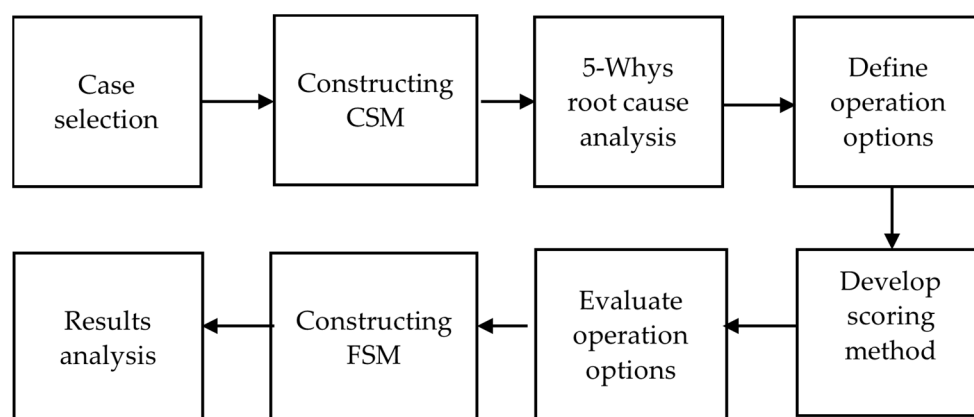 Case
selection
Constructing
CSM
5-Whys
root cause
analysis
Define
operation
options
Develop
scoring
method
Evaluate
operation
options
Constructing
FSM
Results
analysis